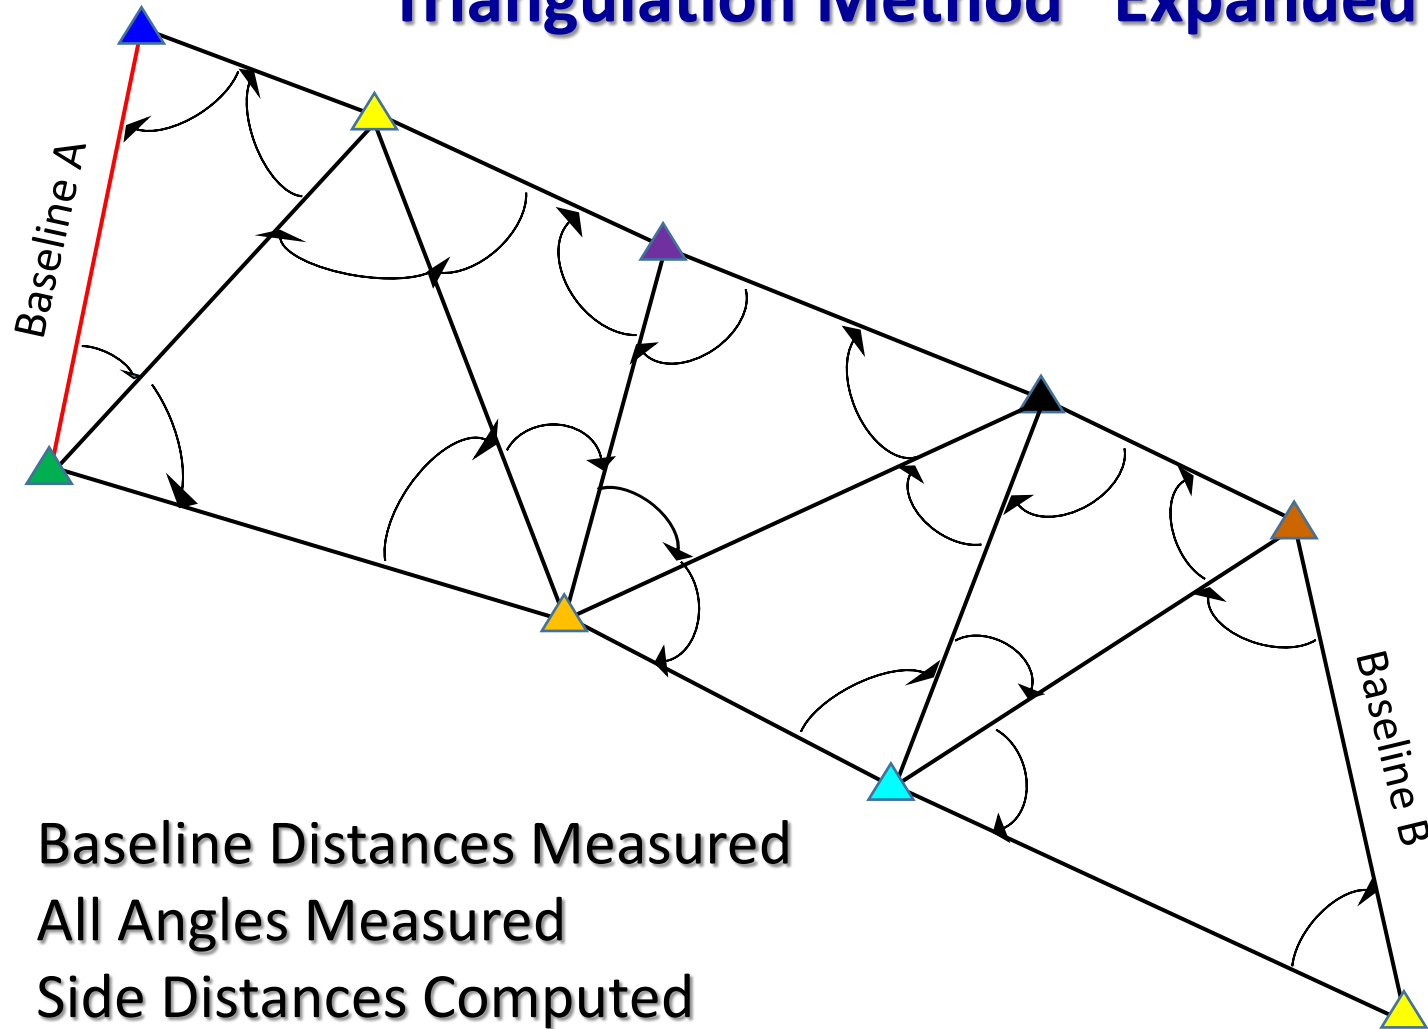 Triangulation Method Expanded
Baseline A
Baseline B
Baseline Distances Measured
All Angles Measured
Side Distances Computed